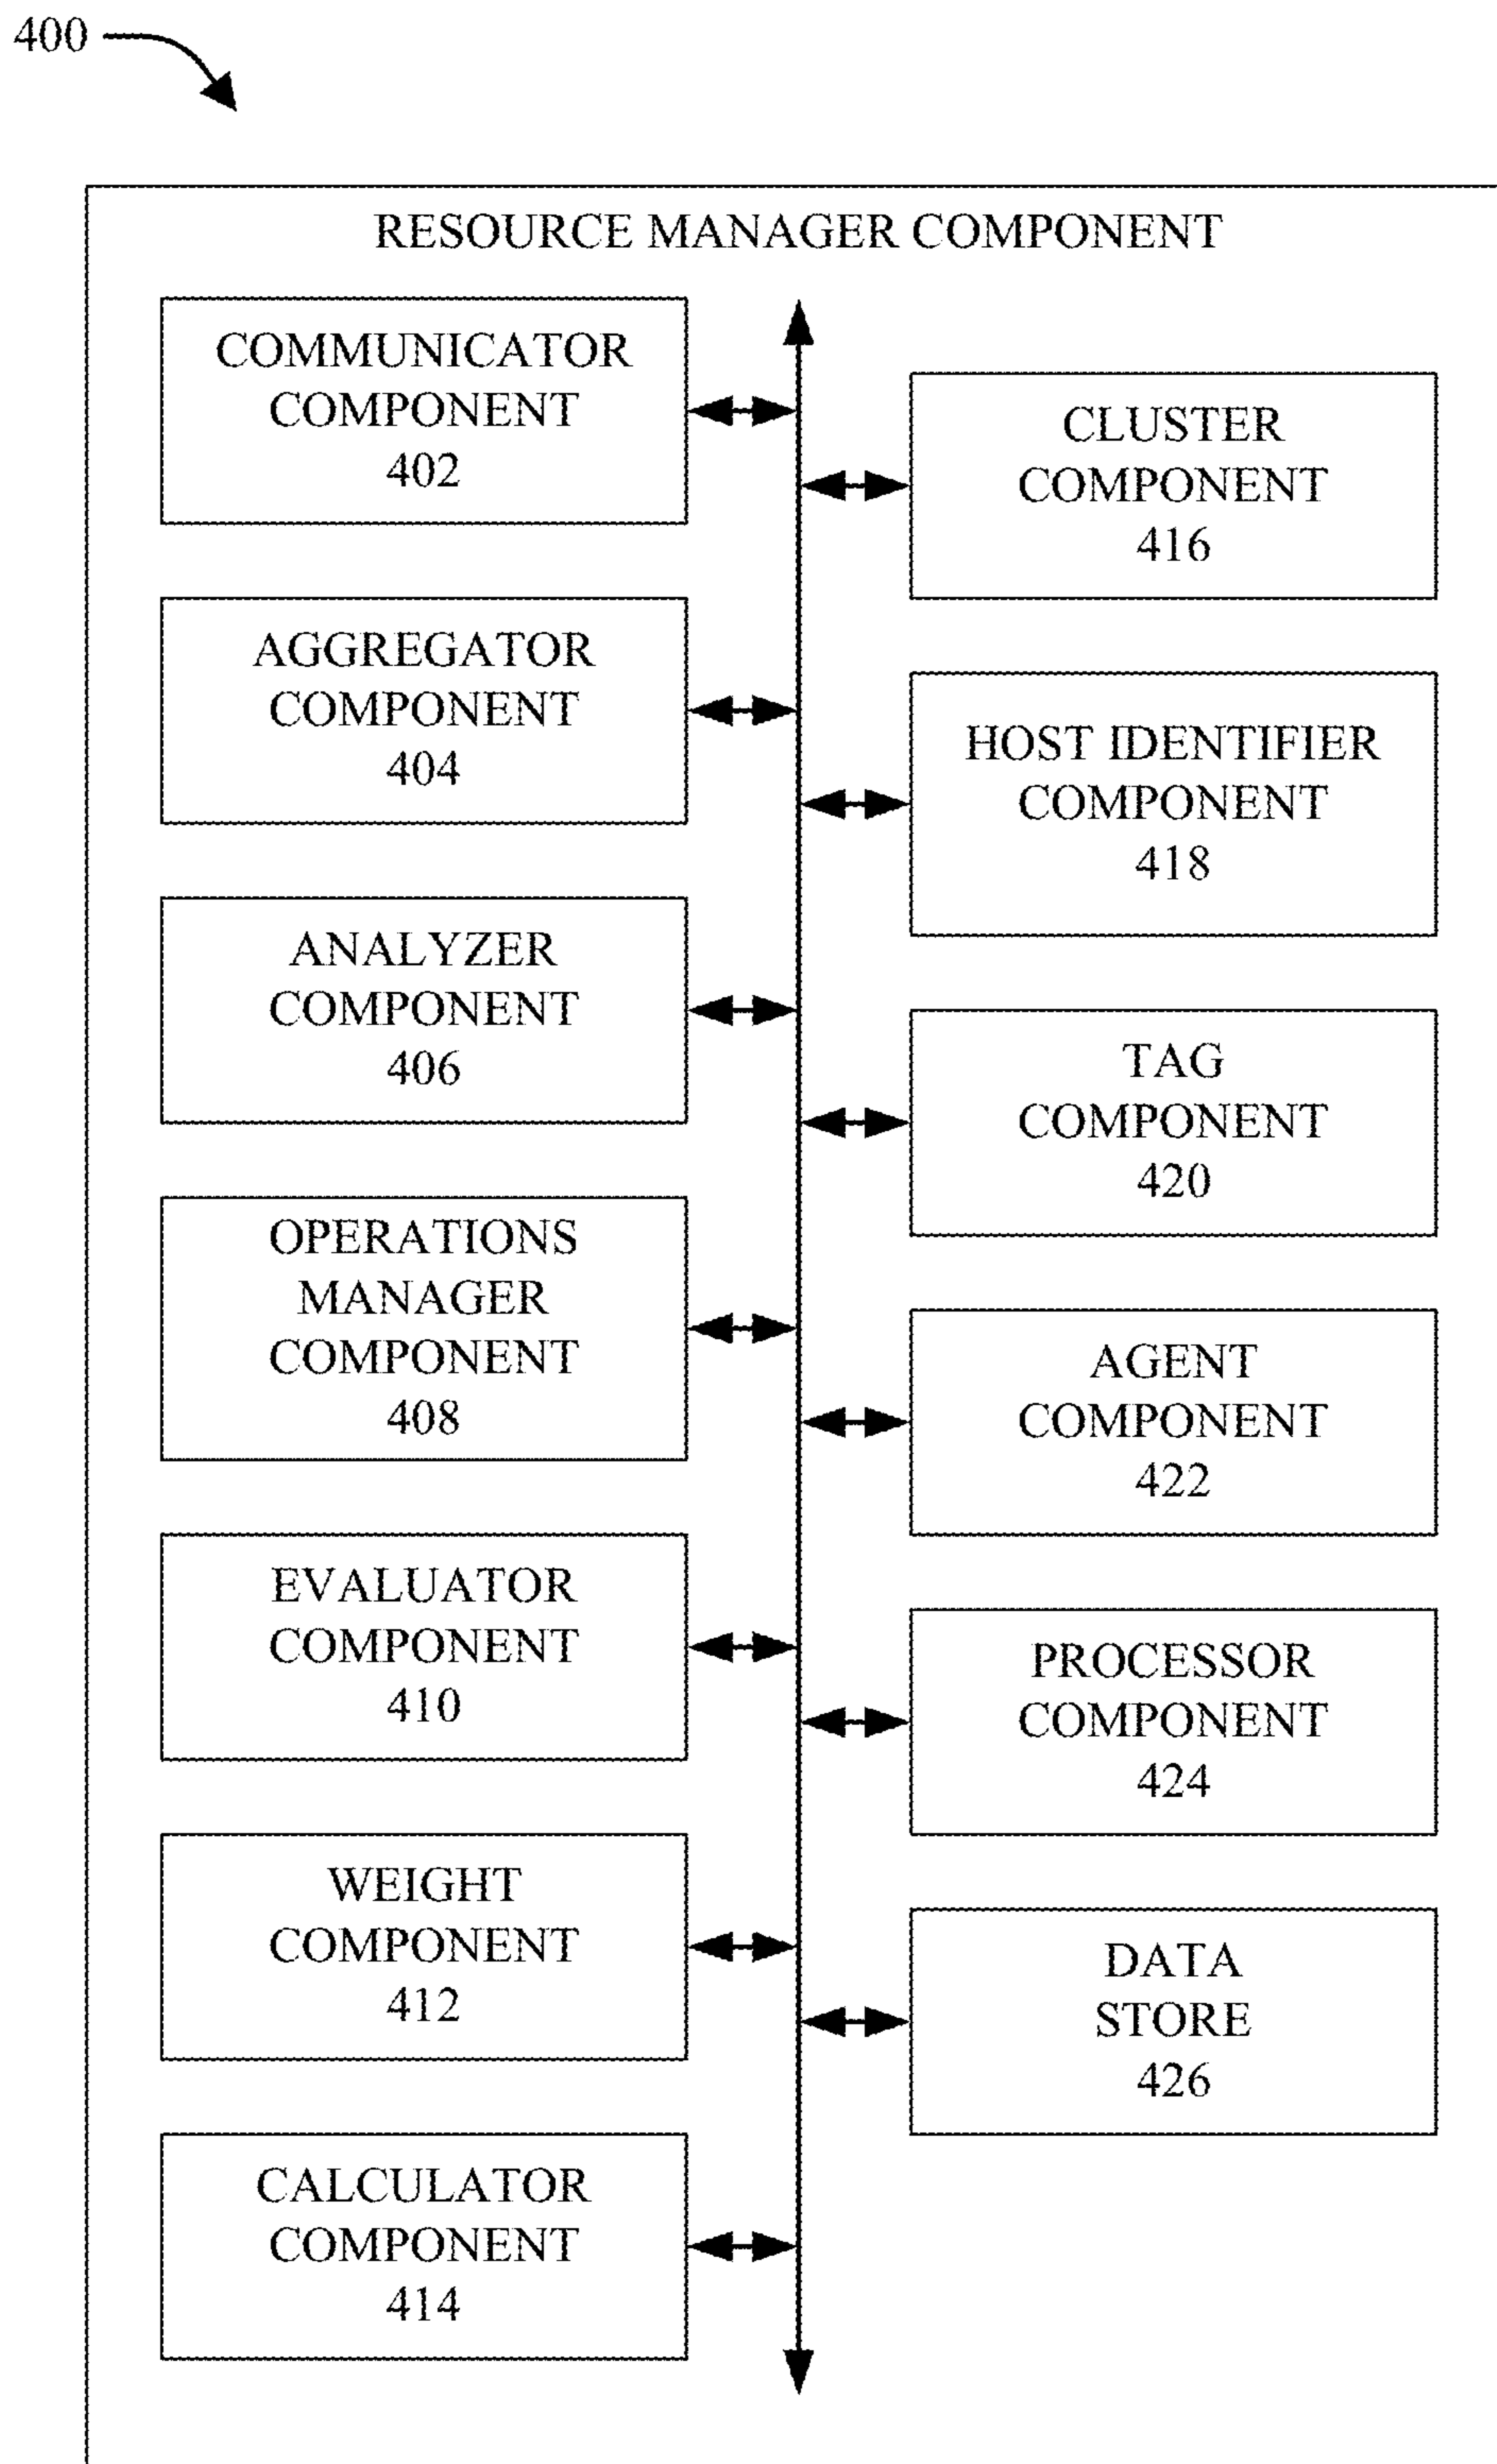 400
RESOURCE MANAGER COMPONENT
COMMUNICATOR
COMPONENT
402
AGGREGATOR
COMPONENT
404
ANALYZER
COMPONENT
406
OPERATIONS
MANAGER
COMPONENT
408
EVALUATOR
COMPONENT
410
WEIGHT
COMPONENT
412
CALCULATOR
COMPONENT
414
CLUSTER
COMPONENT
416
HOST IDENTIFIER
COMPONENT
418
TAG
COMPONENT
420
AGENT
COMPONENT
422
PROCESSOR
COMPONENT
424
DATA
STORE
426